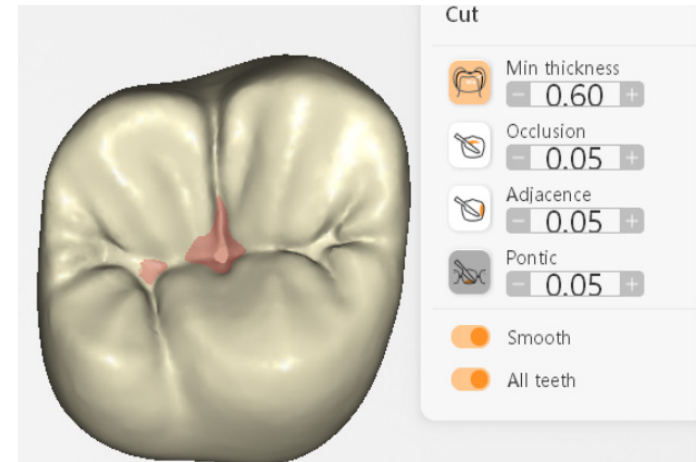 Cut
Min thickness
- 0.60 +
Occlusion
- 0.05 +
Adjacence
- 0.05 +
Pontic
- 0.05 +
Smooth
All teeth